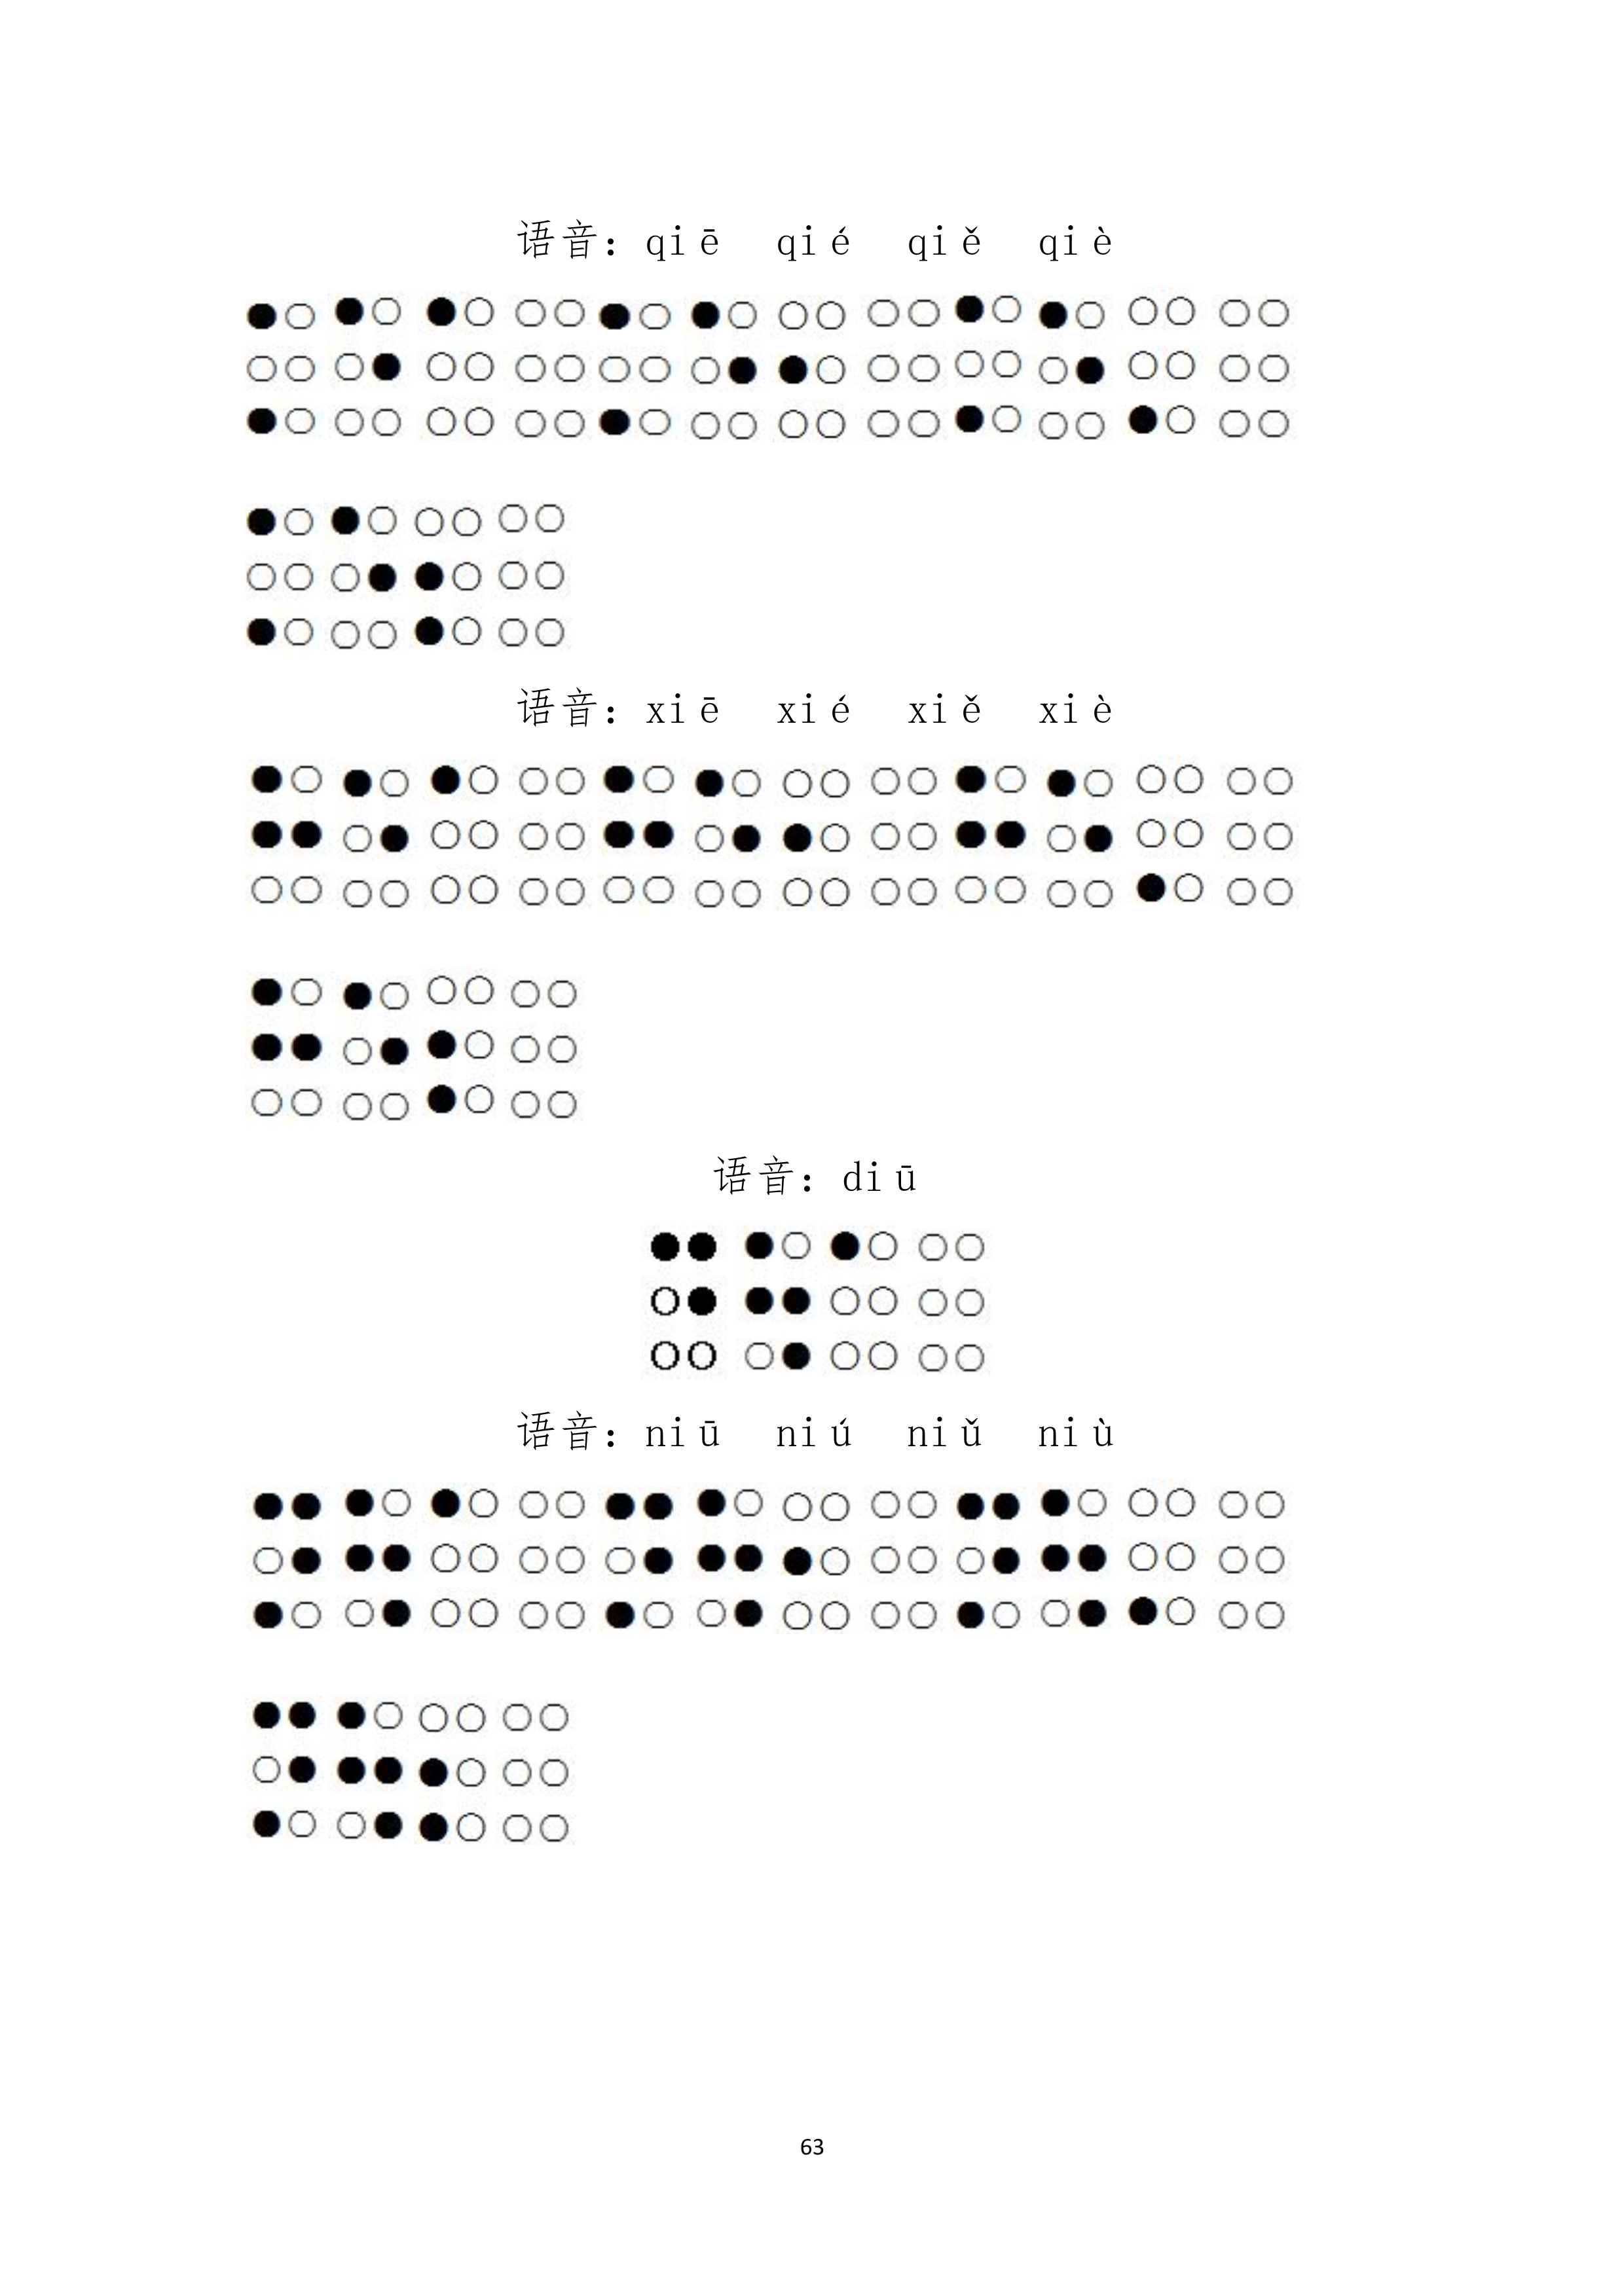 语音：qiē qié qiě qiè
●○ ●○ ●○ ○○ ●○ ●○ ○○ ○○ ●○ ●○ ○○ ○○
○○ ○● ○○ ○○ ○○ ○● ●○ ○○ ○○ ○● ○○ ○○
●○ ○○ ○○ ○○ ●○ ○○ ○○ ○○ ●○ ○○ ●○ ○○
●○ ●○ ○○ ○○
○○ ○● ●○ ○○
●○ ○○ ●○ ○○
语音：xiē xié xiě xiè
●○ ●○ ●○ ○○ ●○ ●○ ○○ ○○ ●○ ●○ ○○ ○○
●● ○● ○○ ○○ ●● ○● ●○ ○○ ●● ○● ○○ ○○
○○ ○○ ○○ ○○ ○○ ○○ ○○ ○○ ○○ ○○ ●○ ○○
●○ ●○ ○○ ○○
●● ○● ●○ ○○
○○ ○○ ●○ ○○
语音：diū
●● ●○ ●○ ○○
○● ●● ○○ ○○
○○ ○● ○○ ○○
语音：niū niú niǔ niù
●● ●○ ●○ ○○ ●● ●○ ○○ ○○ ●● ●○ ○○ ○○
○● ●● ○○ ○○ ○● ●● ●○ ○○ ○● ●● ○○ ○○
●○ ○● ○○ ○○ ●○ ○● ○○ ○○ ●○ ○● ●○ ○○
●● ●○ ○○ ○○
○● ●● ●○ ○○
●○ ○● ●○ ○○
63